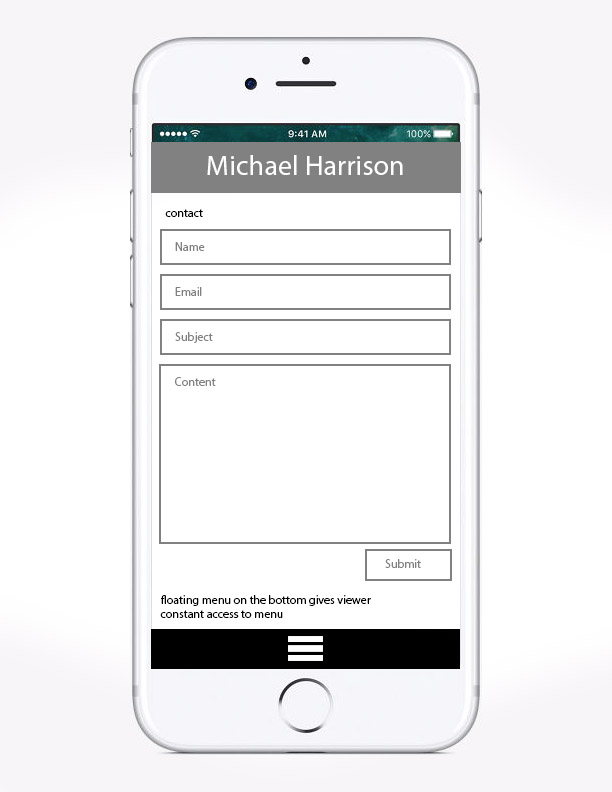 9:41 AM
100%
Michael Harrison
contact
Name
Email
Subject
Content
Submit
floating menu on the bottom gives viewer
constant access to menu